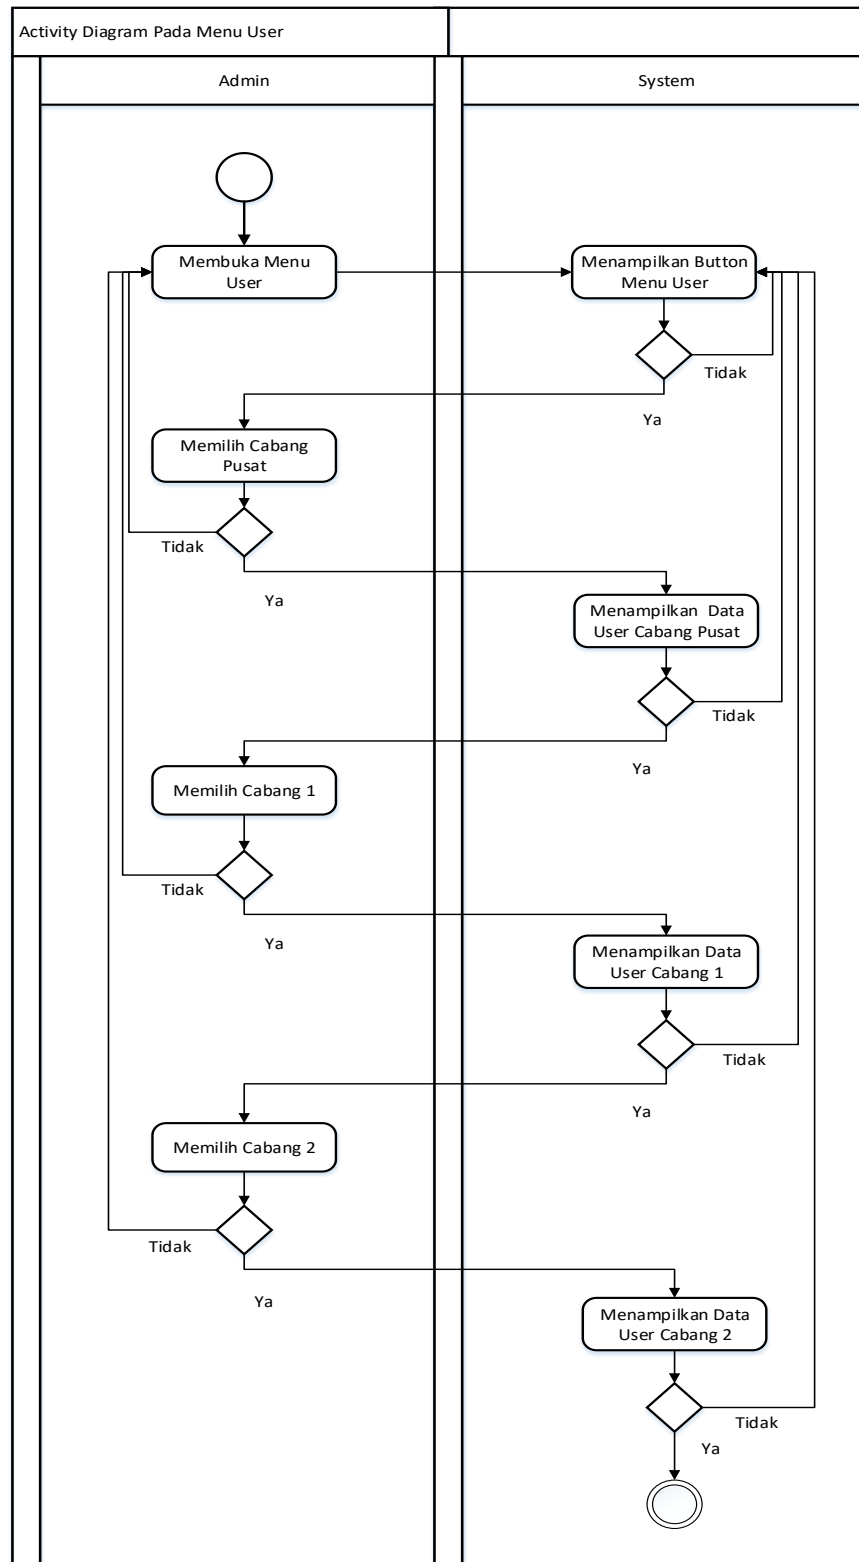 Activity Diagram Pada Menu User
Admin
System
Membuka Menu
User
Menampilkan Button
Menu User
Tidak
Ya
Memilih Cabang
Pusat
Tidak
Ya
Menampilkan  Data
User Cabang Pusat
Tidak
Ya
Memilih Cabang 1
Tidak
Ya
Menampilkan Data
User Cabang 1
Tidak
Ya
Memilih Cabang 2
Tidak
Ya
Menampilkan Data
User Cabang 2
Tidak
Ya